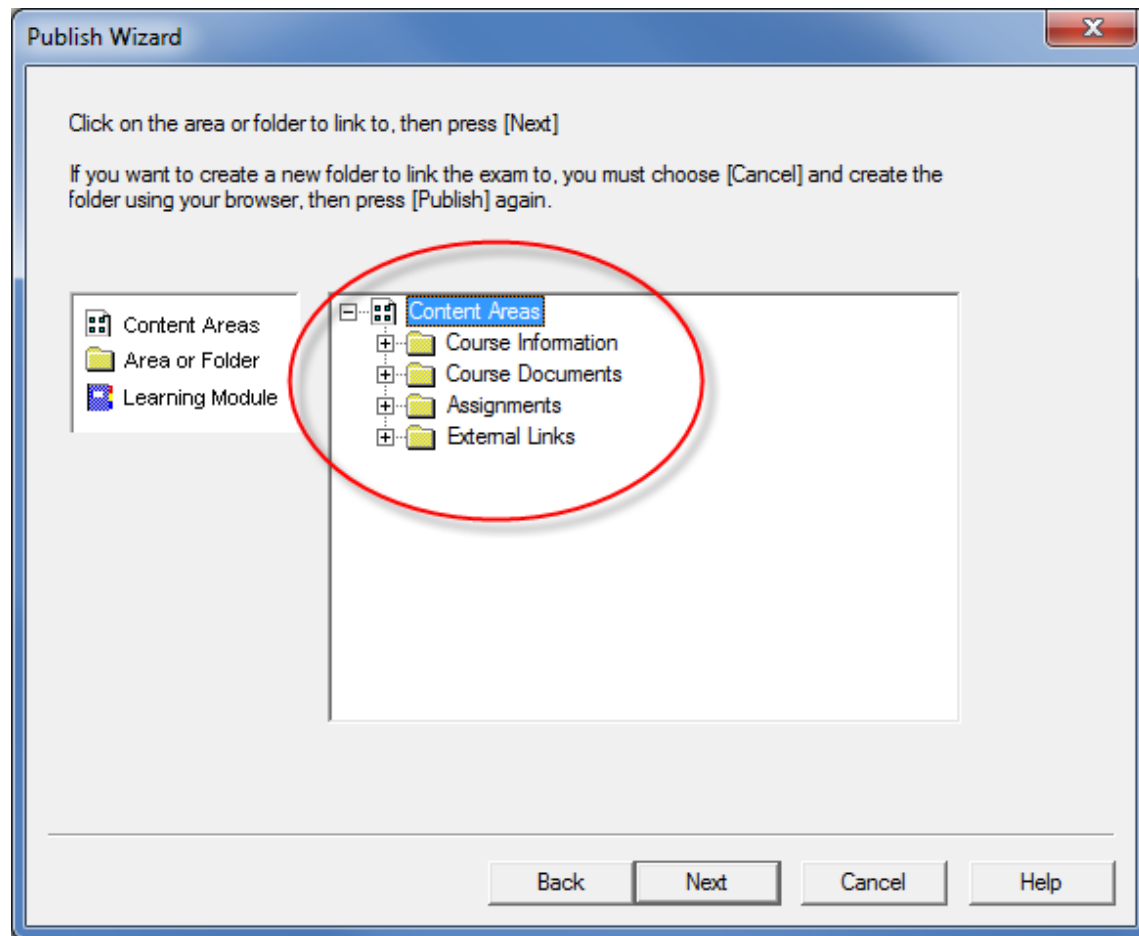 Publish Wizard
Click on the area or folder to link to, then press [Next]
If you want to create a new folder to link the exam to, you must choose [Cancel] and create the
folder using your browser, then press [Publish] again.
Content Areas
Area or Folder
Learning Module
Content Areas
Course Information
Course Documents
Assignments
External Links
Back Next Cancel Help